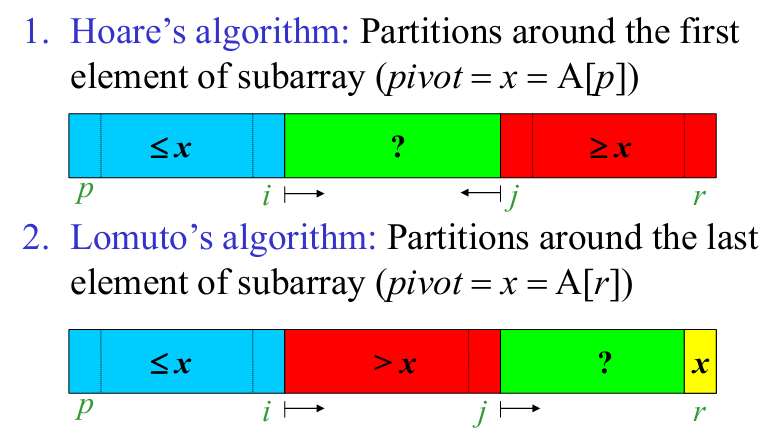 1. Hoare’s algorithm: Partitions around the first
element of subarray (pivot = x = A[p])
≤ x ? ≥ x
p i j r
2. Lomuto’s algorithm: Partitions around the last
element of subarray (pivot = x = A[r])
≤ x > x ? x
p i j r